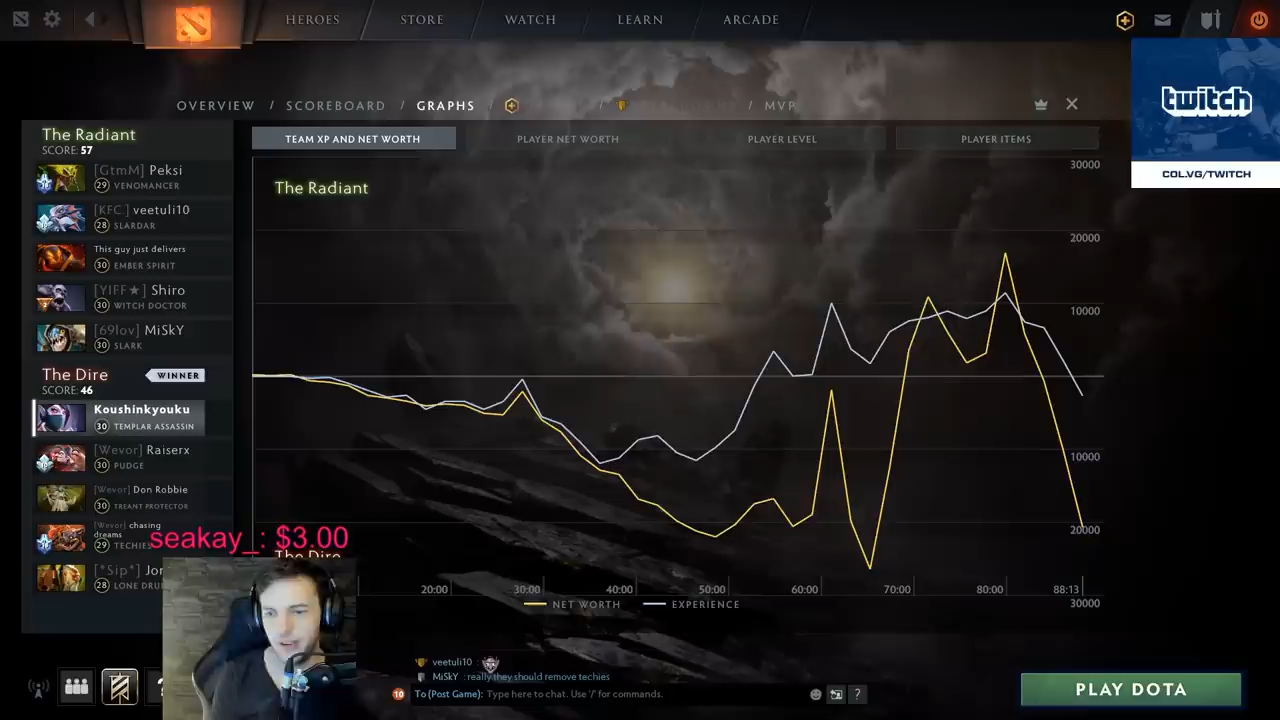 HEROES
STORE
WATCH
LEARN
ARCADE
twitch
COL.VG/TWITCH
OVERVIEW / SCOREBOARD / GRAPHS / / / MVP
TEAM XP AND NET WORTH
PLAYER NET WORTH
PLAYER LEVEL
PLAYER ITEMS
The Radiant
SCORE: 57
[GtmM] Peksi
29 VENOMANCER
[KFC.] veetuli10
28 SLARDAR
This guy just delivers
30 EMBER SPIRIT
[YIFF★] Shiro
30 WITCH DOCTOR
[69lov] MiSkY
30 SLARK
The Dire
WINNER
SCORE: 46
Koushinkyouku
30 TEMPLAR ASSASSIN
[Wevor] Raiserx
30 PUDGE
[Wevor] Don Robbie
30 TREANT PROTECTOR
[Wevor] chasing
dreams
29 TECHIES
[*Sip*]
28 LONE
seakay_: $3.00
The Radiant
The Dire
30000
20000
10000
10000
20000
30000
20:00
30:00
40:00
50:00
60:00
70:00
80:00
88:13
NET WORTH
EXPERIENCE
veetuli10 :
MiSkY : really they should remove techies
10 To (Post Game): Type here to chat. Use '/' for commands.
?
?
PLAY DOTA